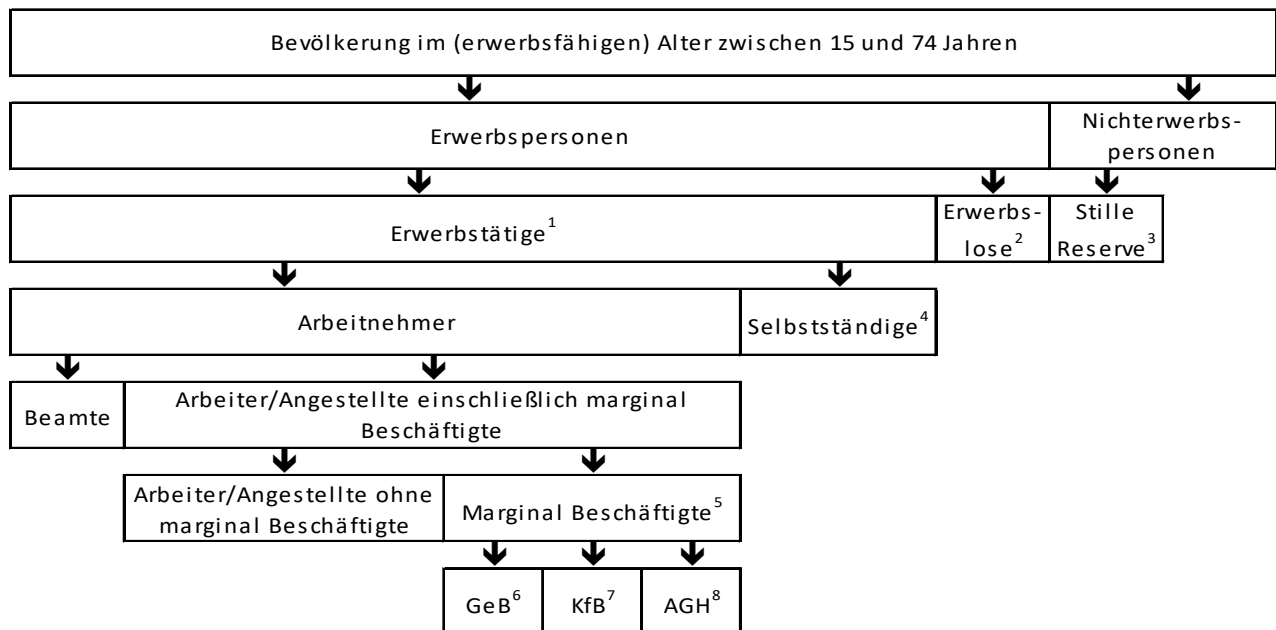 Bevölkerung im (erwerbsfähigen) Alter zwischen 15 und 74 Jahren
Erwerbspersonen
Nichterwerbs-
personen
Erwerbstätige¹
Erwerbs-
lose²
Stille
Reserve³
Arbeitnehmer
Selbstständige⁴
Beamte
Arbeiter/Angestellte einschließlich marginal
Beschäftigte
Arbeiter/Angestellte ohne
marginal Beschäftigte
Marginal Beschäftigte⁵
GeB⁶
KfB⁷
AGH⁸